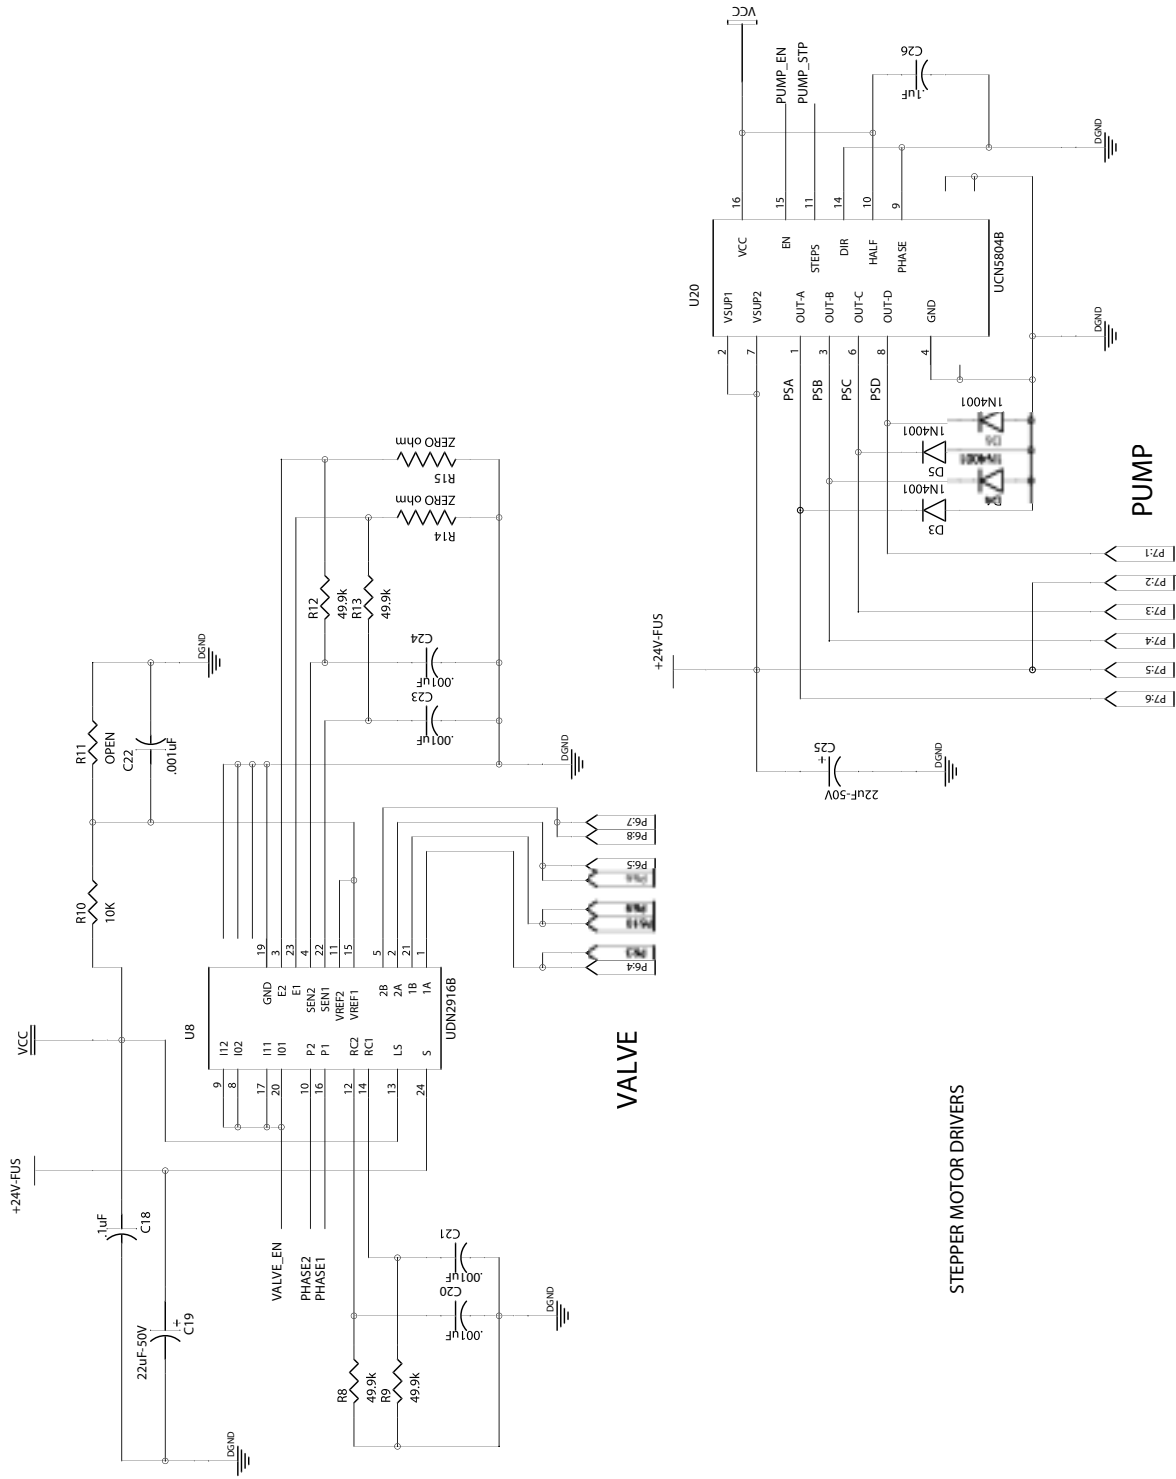 VCC
PUMP_EN
PUMP_STP
C26
.1uF
DGND
16
15
11
14
10
9
VCC
EN
STEPS
DIR
HALF
PHASE
U20
UCN5804B
VSUP1
VSUP2
OUT-A
OUT-B
OUT-C
OUT-D
GND
2
7
1
3
6
8
4
DGND
PSA
PSB
PSC
PSD
1N4001
D6
1N4001
D5
1N4001
D4
1N4001
D3
PUMP
P7:1
P7:2
P7:3
P7:4
P7:5
P7:6
+24V-FUS
C25
+
22uF-50V
DGND
ZERO ohm
R15
ZERO ohm
R14
R12
49.9k
R13
49.9k
C24
.001uF
C23
.001uF
DGND
DGND
R11
OPEN
C22
.001uF
R10
10K
P6:7
P6:8
P6:5
P6:4
19
3
23
4
22
11
15
5
2
21
1
GND
E2
E1
SEN2
SEN1
VREF2
VREF1
2B
2A
1B
1A
U8
UDN2916B
I12
I02
I11
I01
P2
P1
RC2
RC1
LS
S
9
8
17
20
10
16
12
14
13
24
VCC
VALVE
+24V-FUS
.1uF
C18
22uF-50V
+
C19
DGND
VALVE_EN
PHASE2
PHASE1
C21
.001uF
C20
.001uF
DGND
R8
49.9k
R9
49.9k
STEPPER MOTOR DRIVERS